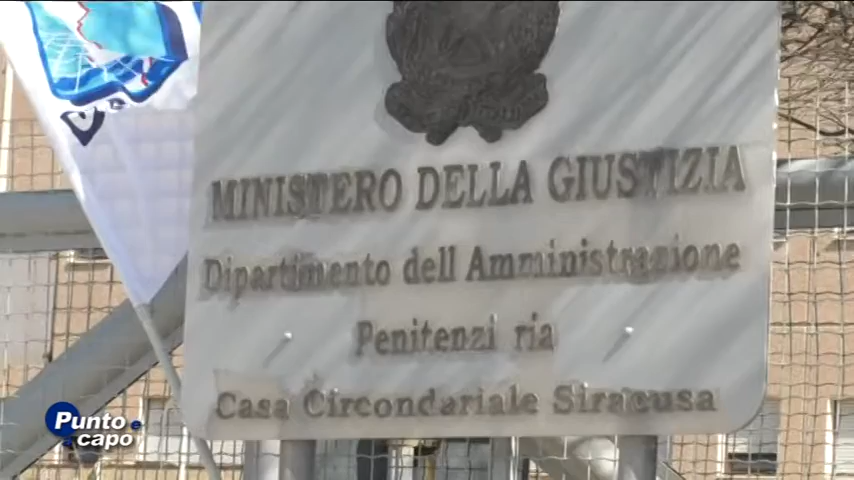 MINISTERO DELLA GIUSTIZIA
Dipartimento dell Amministrazione
Penitenzi ria
Casa Circondariale Siracusa
Punto e
a capo